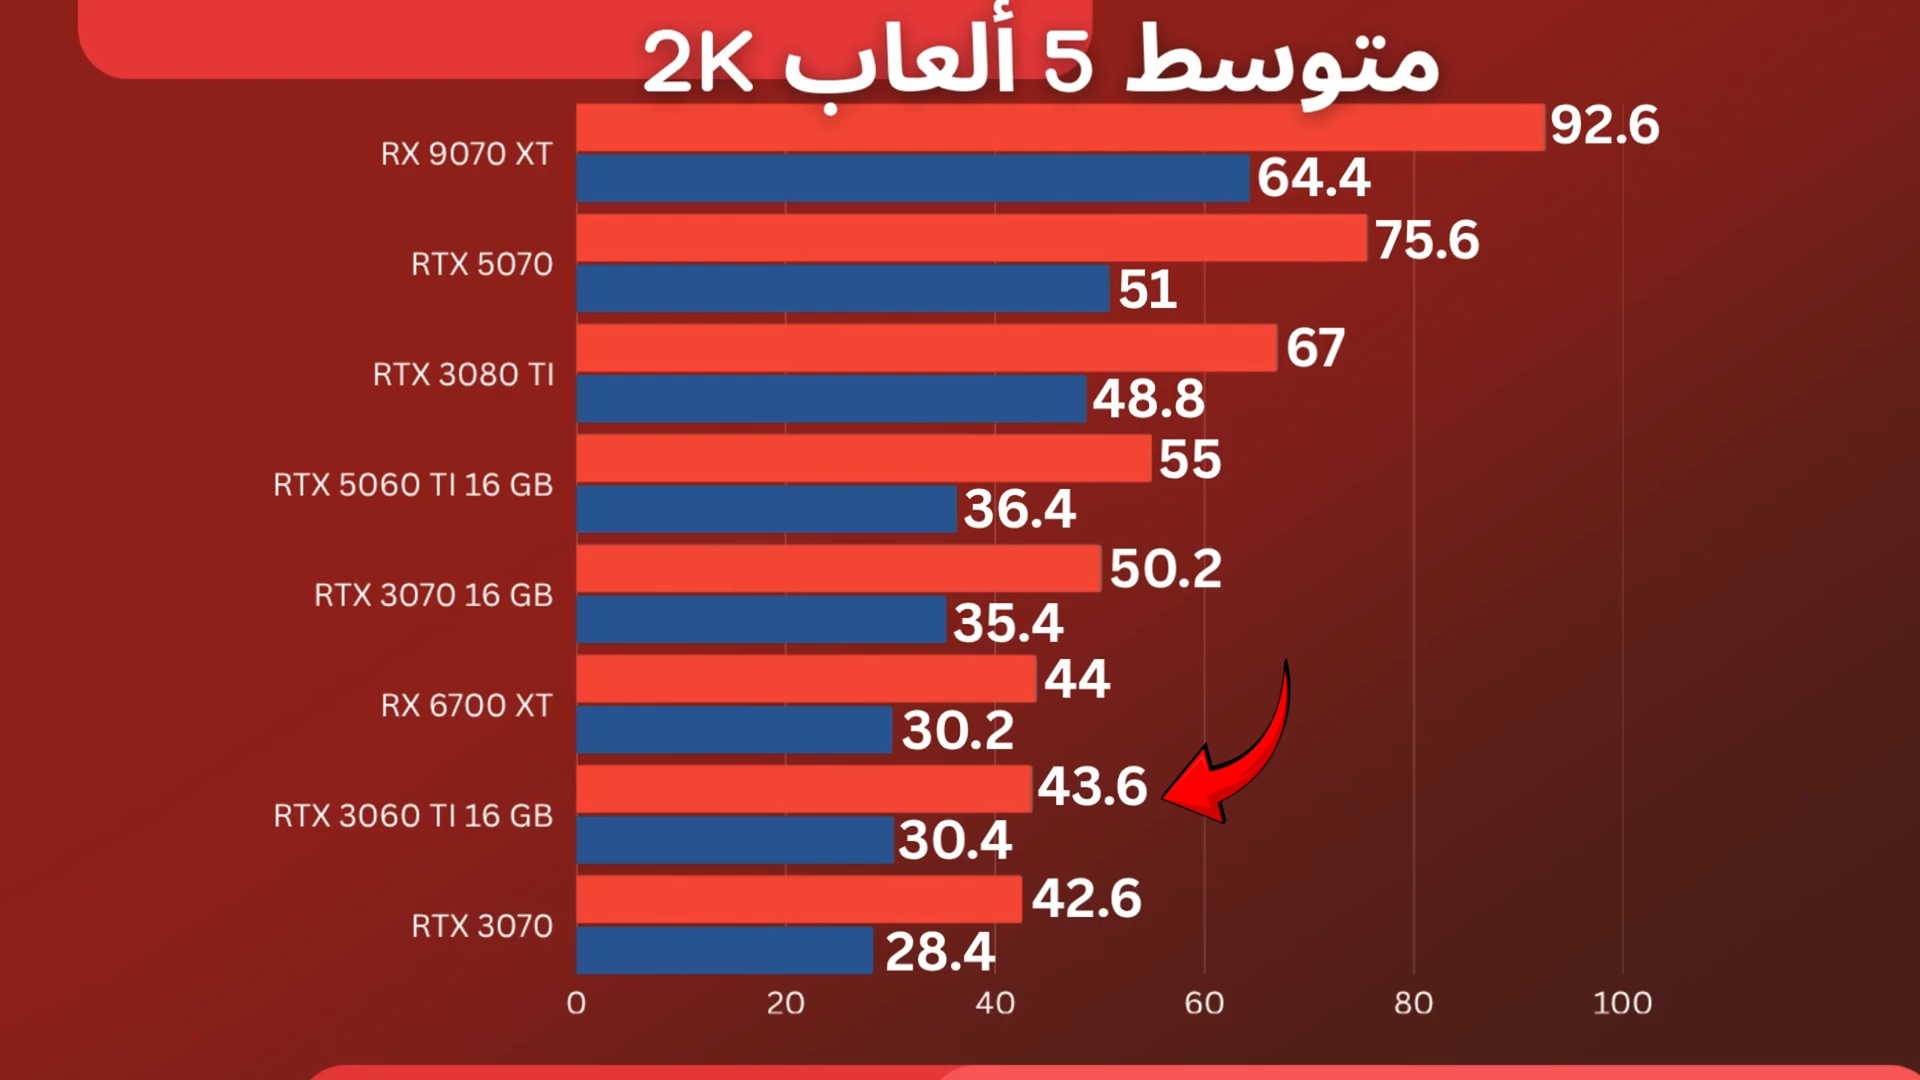 متوسط 5 ألعاب 2K
RX 9070 XT
92.6
64.4
RTX 5070
75.6
51
RTX 3080 TI
67
48.8
RTX 5060 TI 16 GB
55
36.4
RTX 3070 16 GB
50.2
35.4
RX 6700 XT
44
30.2
RTX 3060 TI 16 GB
43.6
30.4
RTX 3070
42.6
28.4
0 20 40 60 80 100